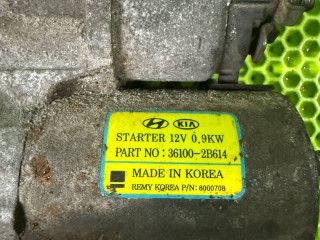 KIA
STARTER 12V 0.9KW
PART NO : 36100-2B614
MADE IN KOREA
REMY KOREA P/N: 8000708